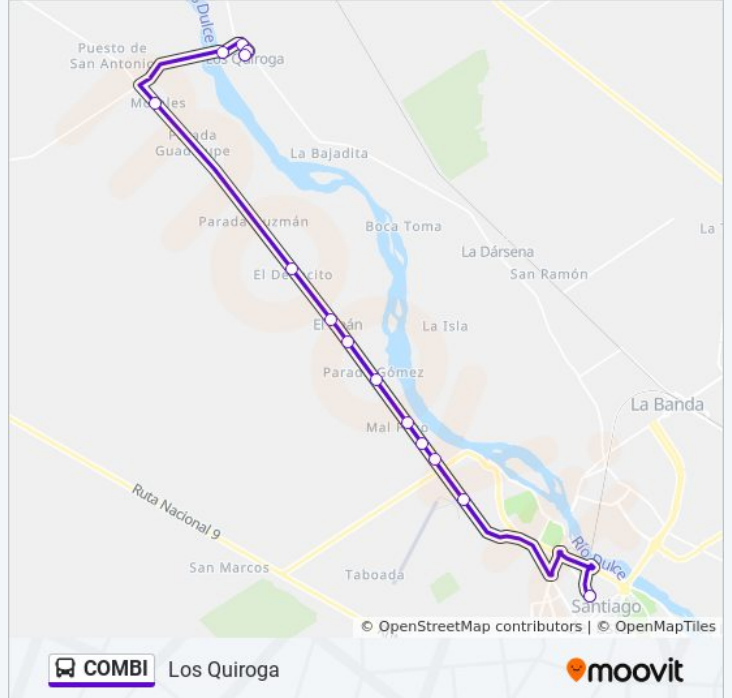 Río Dulce
Puesto de
San Antonio
Los Quiroga
Morales
Parada
Guadalupe
La Bajadita
Parada Guzmán
Boca Toma
La Dársena
San Ramón
El
La Isla
Parada Gómez
La Banda
Mal Paso
Ruta Nacional 9
San Marcos
Taboada
Río Dulce
Santiago
© OpenStreetMap contributors | © OpenMapTiles
COMBI Los Quiroga
moovit